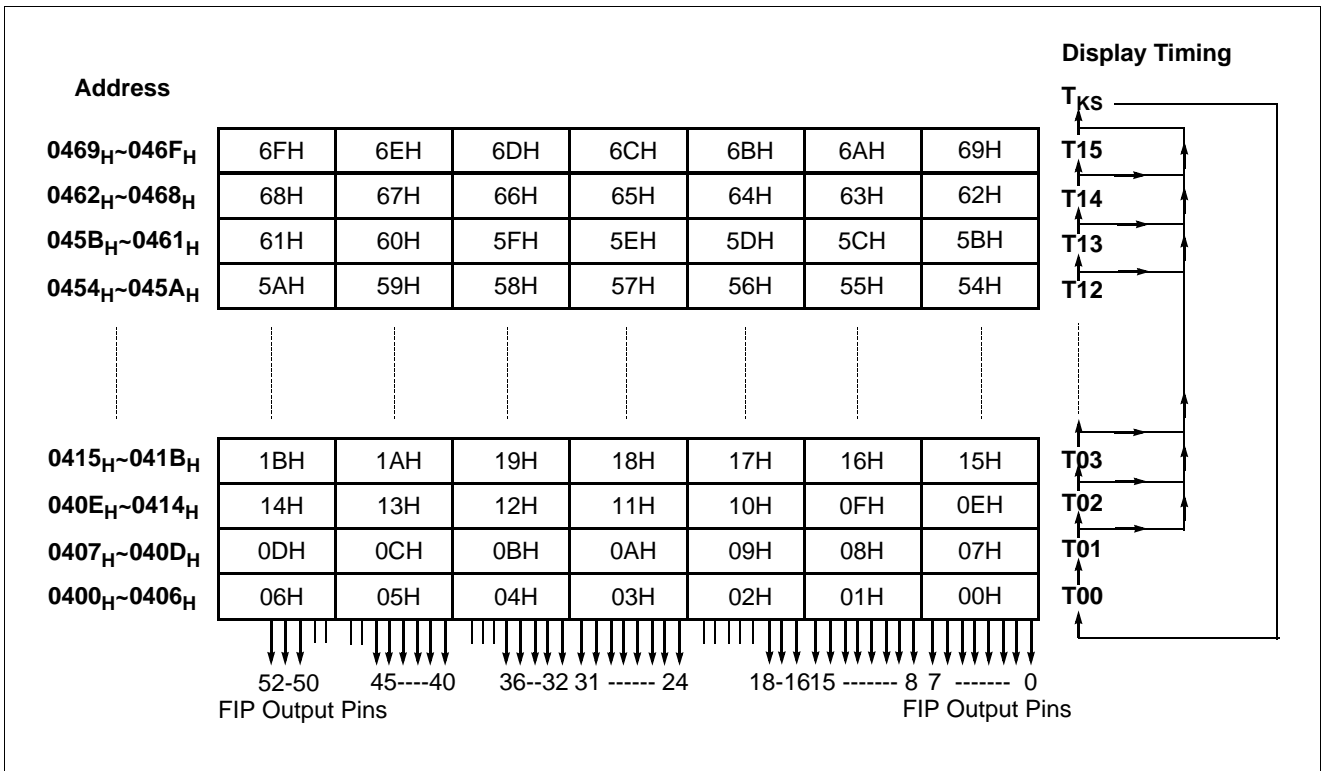 Display Timing
Address
TKS
0469H~046FH 6FH 6EH 6DH 6CH 6BH 6AH 69H T15
0462H~0468H 68H 67H 66H 65H 64H 63H 62H T14
045BH~0461H 61H 60H 5FH 5EH 5DH 5CH 5BH T13
0454H~045AH 5AH 59H 58H 57H 56H 55H 54H T12
0415H~041BH 1BH 1AH 19H 18H 17H 16H 15H T03
040EH~0414H 14H 13H 12H 11H 10H 0FH 0EH T02
0407H~040DH 0DH 0CH 0BH 0AH 09H 08H 07H T01
0400H~0406H 06H 05H 04H 03H 02H 01H 00H T00
52-50 45----40 36--32 31 ------ 24 18-1615 ------- 8 7 ------- 0
FIP Output Pins FIP Output Pins